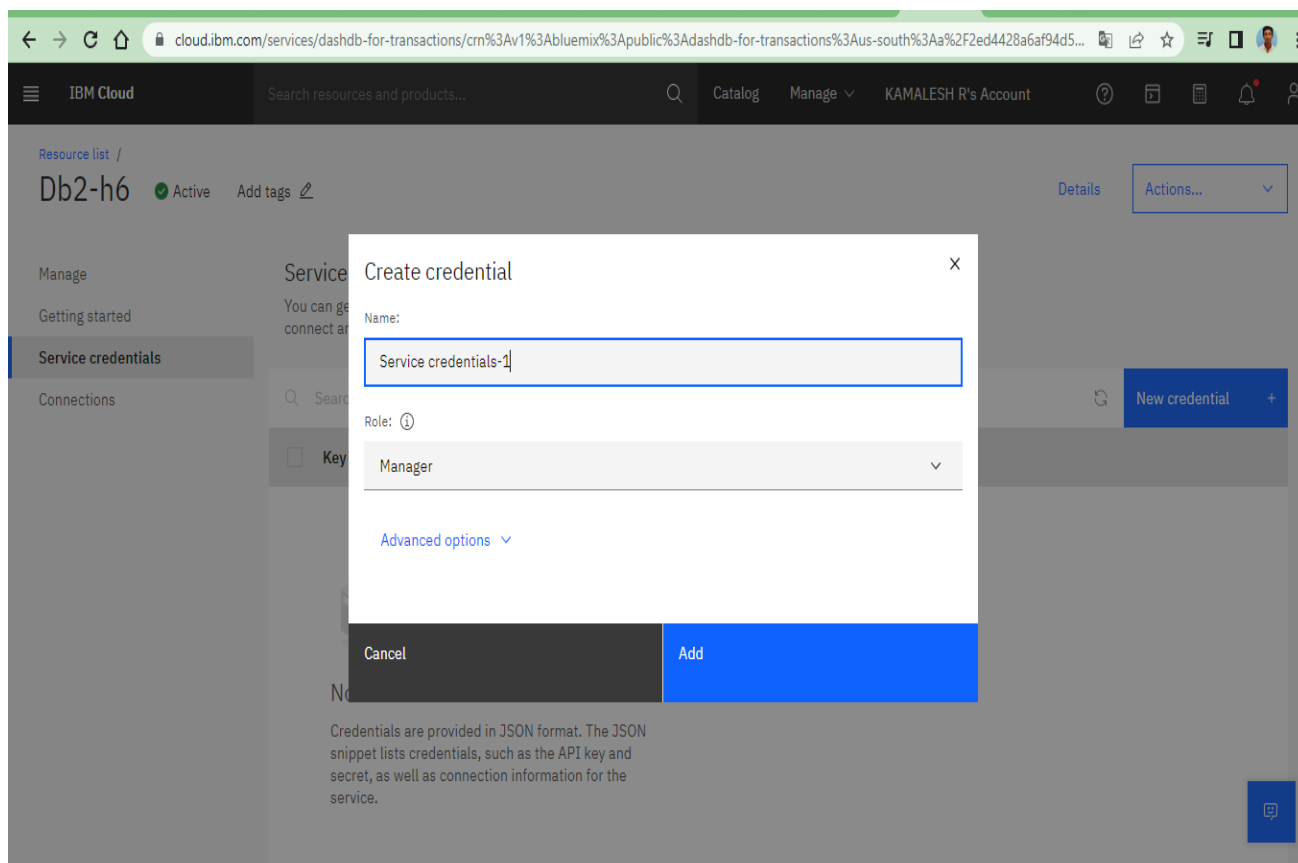 cloud.ibm.com/services/dashdb-for-transactions/crn%3Av1%3Abluemix%3Apublic%3Adashdb-for-transactions%3Aus-south%3Aa%2F2ed4428a6af94d5...
IBM Cloud
Search resources and products...
Catalog
Manage
KAMALESH R's Account
Resource list /
Db2-h6
Active
Add tags
Details
Actions...
Manage
Getting started
Service credentials
Connections
Service
You can ge
connect an
Searc
New credential +
Key
Create credential
X
Name:
Service credentials-1
Role:
Manager
Advanced options
Cancel
Add
No
Credentials are provided in JSON format. The JSON
snippet lists credentials, such as the API key and
secret, as well as connection information for the
service.